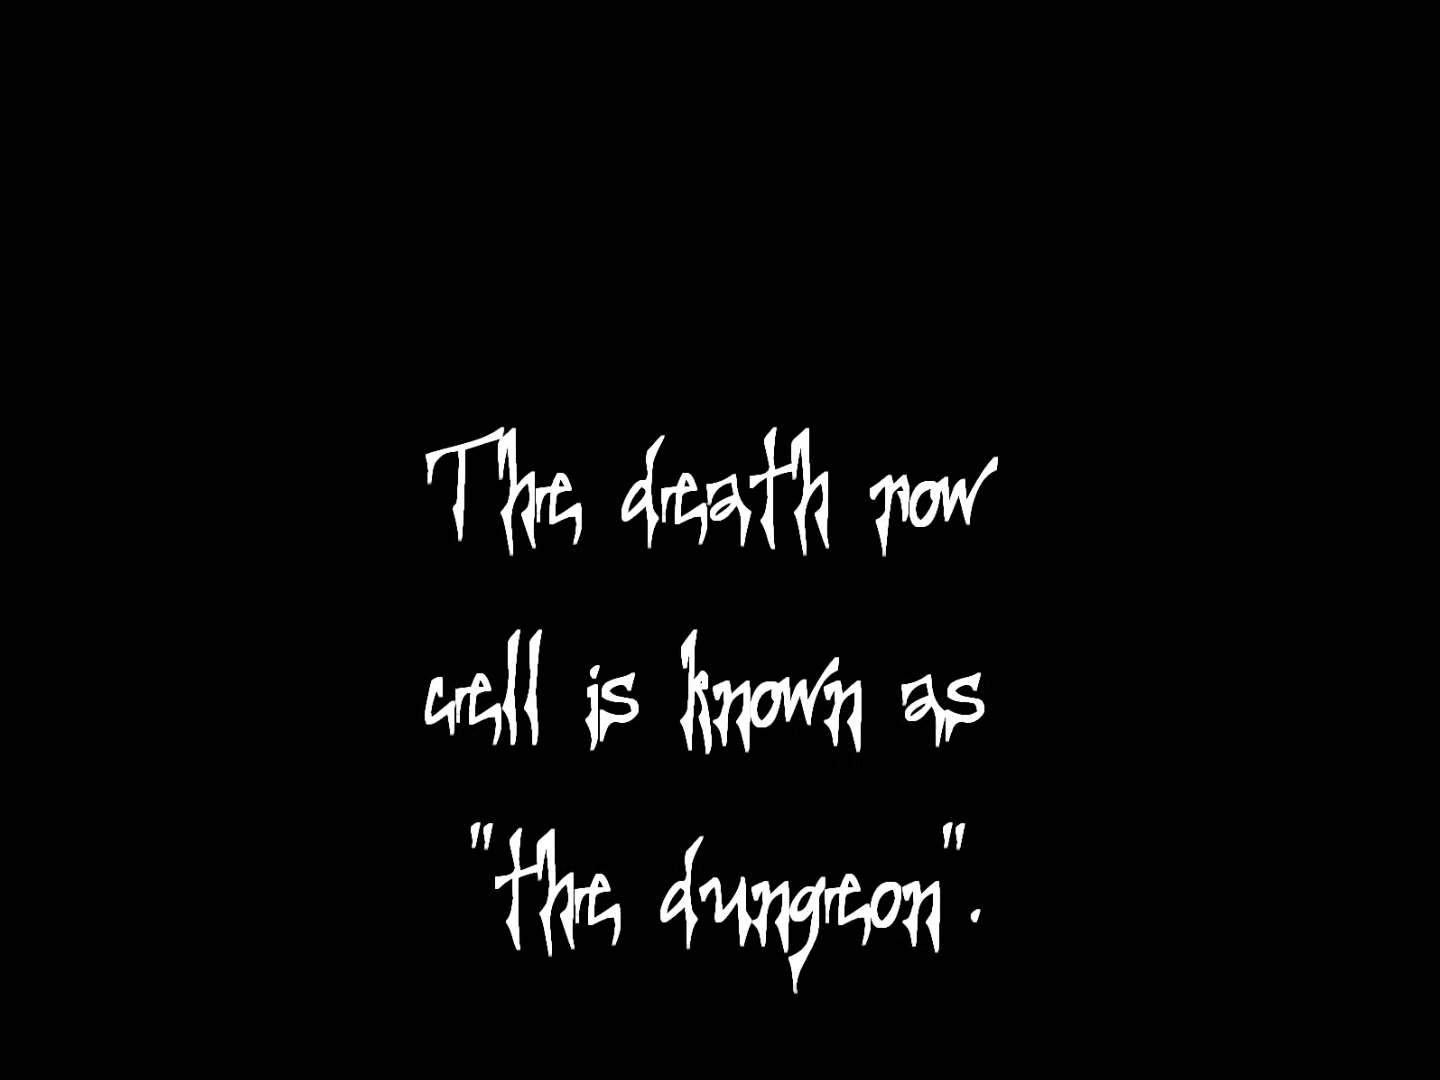 The death row
cell is known as
"the dungeon".